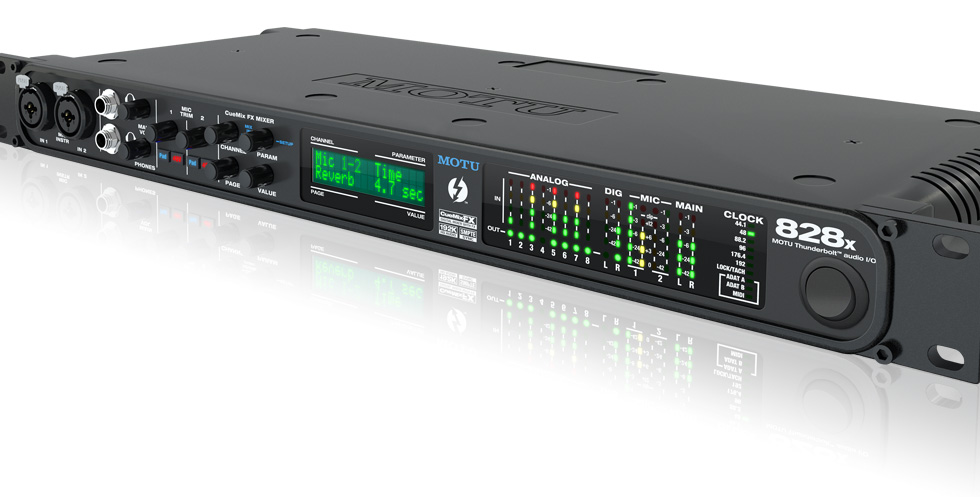 MOTU
IN 1
MIC
INSTR
IN 2
PHONES
1
MIC
TRIM
2
CueMix FX MIXER
SETUP
CHANNEL
PARAM
PAGE
VALUE
CHANNEL
PARAMETER
Mic 1-2 Time
Reverb 4.7 sec
PAGE
VALUE
MOTU
CueMixFX
192K
SMPTE
ANALOG
IN
OUT
1 2 3 4 5 6 7 8
DIG
L R
MIC
1 2
MAIN
L R
CLOCK
44.1
48
88.2
96
176.4
192
LOCK/TACH
ADAT A
ADAT B
MIDI
828x
MOTU Thunderbolt™ audio I/O